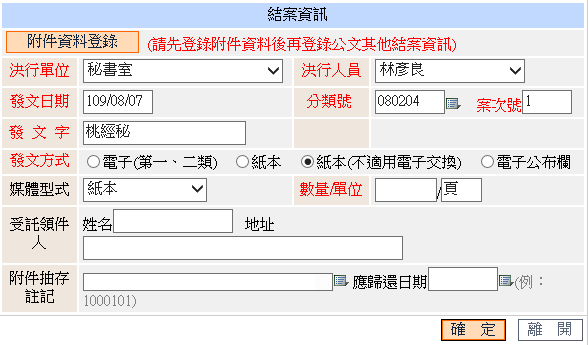 結案資訊
附件資料登錄 (請先登錄附件資料後再登錄公文其他結案資訊)
決行單位 秘書室 決行人員 林彥良
發文日期 109/08/07 分類號 080204 案次號 1
發 文 字 桃經秘
發文方式 電子(第一、二類) 紙本 紙本(不適用電子交換) 電子公布欄
媒體型式 紙本 數量/單位 / 頁
受託領件人 姓名 地址
附件抽存註記 應歸還日期 (例：
1000101)
確 定 離 開